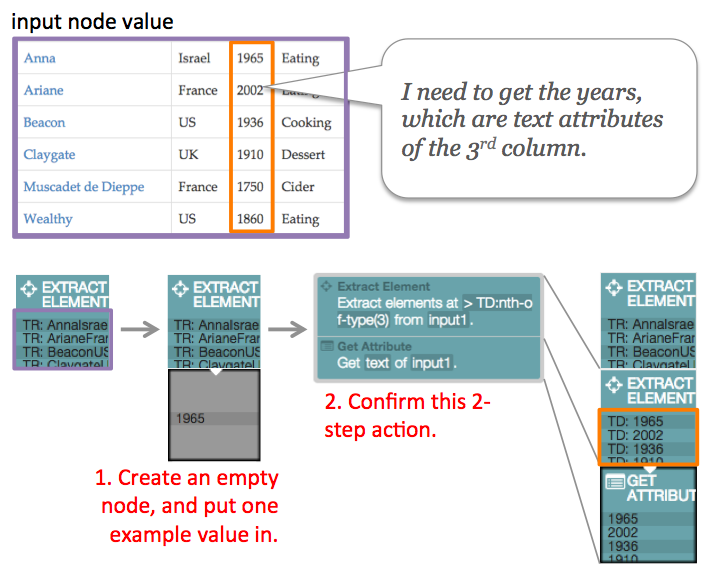 input node value
Anna Israel 1965 Eating
Ariane France 2002 Eating
Beacon US 1936 Cooking
Claygate UK 1910 Dessert
Muscadet de Dieppe France 1750 Cider
Wealthy US 1860 Eating
I need to get the years,
which are text attributes
of the 3rd column.
EXTRACT
ELEMENT
TR: AnnaIsrae
TR: ArianeFrar
TR: BeaconUS
TR: Claygatel
EXTRACT
ELEMENT
TR: AnnaIsrae
TR: ArianeFrar
TR: BeaconUS
TR: Claygatel
1965
1. Create an empty
node, and put one
example value in.
Extract Element
Extract elements at > TD:nth-o
f-type(3) from input1 .
Get Attribute
Get text of input1 .
2. Confirm this 2-
step action.
EXTRACT
ELEMENT
TR: AnnaIsrae
TR: ArianeFrar
TR: BeaconUS
TR: Claygatel
EXTRACT
ELEMENT
TD: 1965
TD: 2002
TD: 1936
TD: 1910
GET
ATTRIBUT
1965
2002
1936
1910